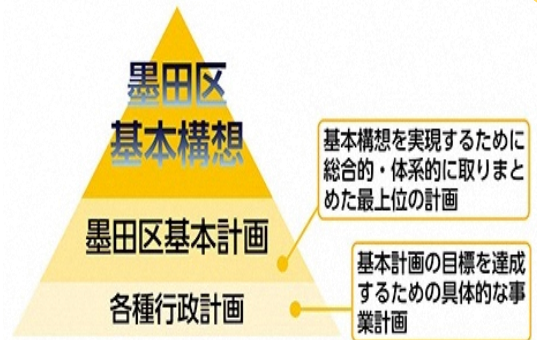 墨田区
基本構想
基本構想を実現するために
総合的・体系的に取りまと
めた最上位の計画
墨田区基本計画
基本計画の目標を達成
するための具体的な事
業計画
各種行政計画